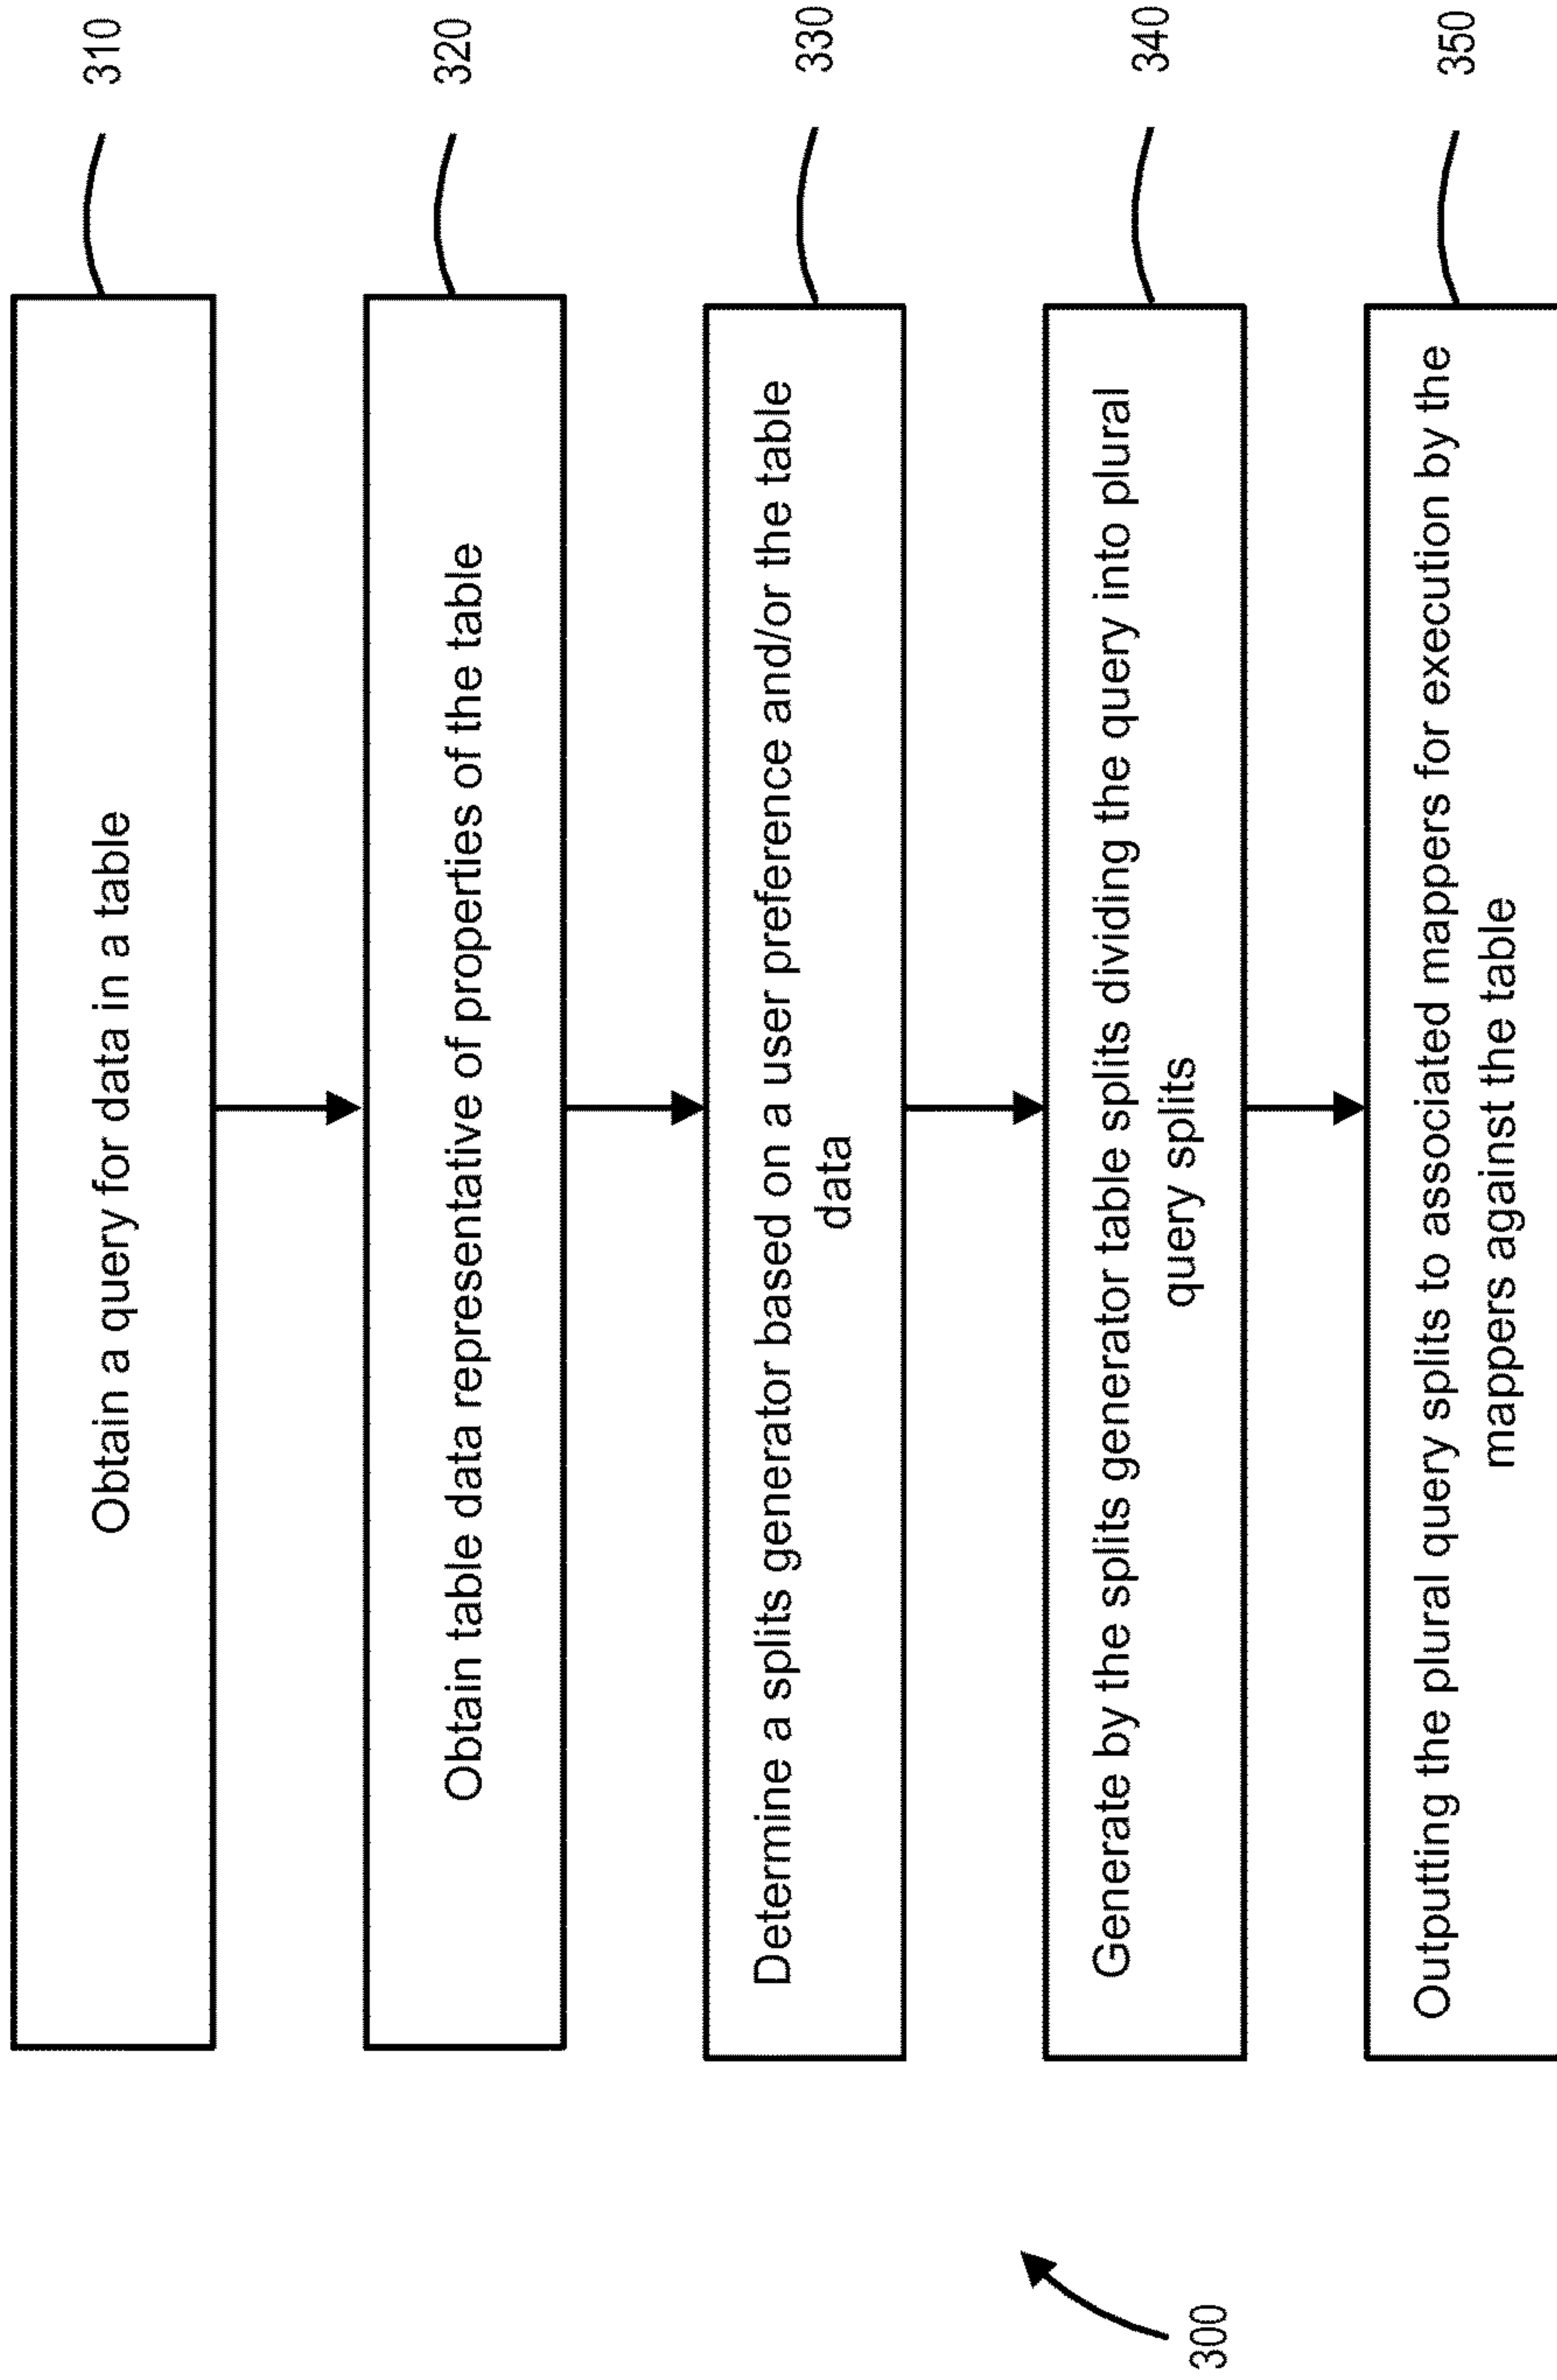 310
Obtain a query for data in a table
320
Obtain table data representative of properties of the table
330
Determine a splits generator based on a user preference and/or the table
data
340
Generate by the splits generator table splits dividing the query into plural
query splits
350
Outputting the plural query splits to associated mappers for execution by the
mappers against the table
300